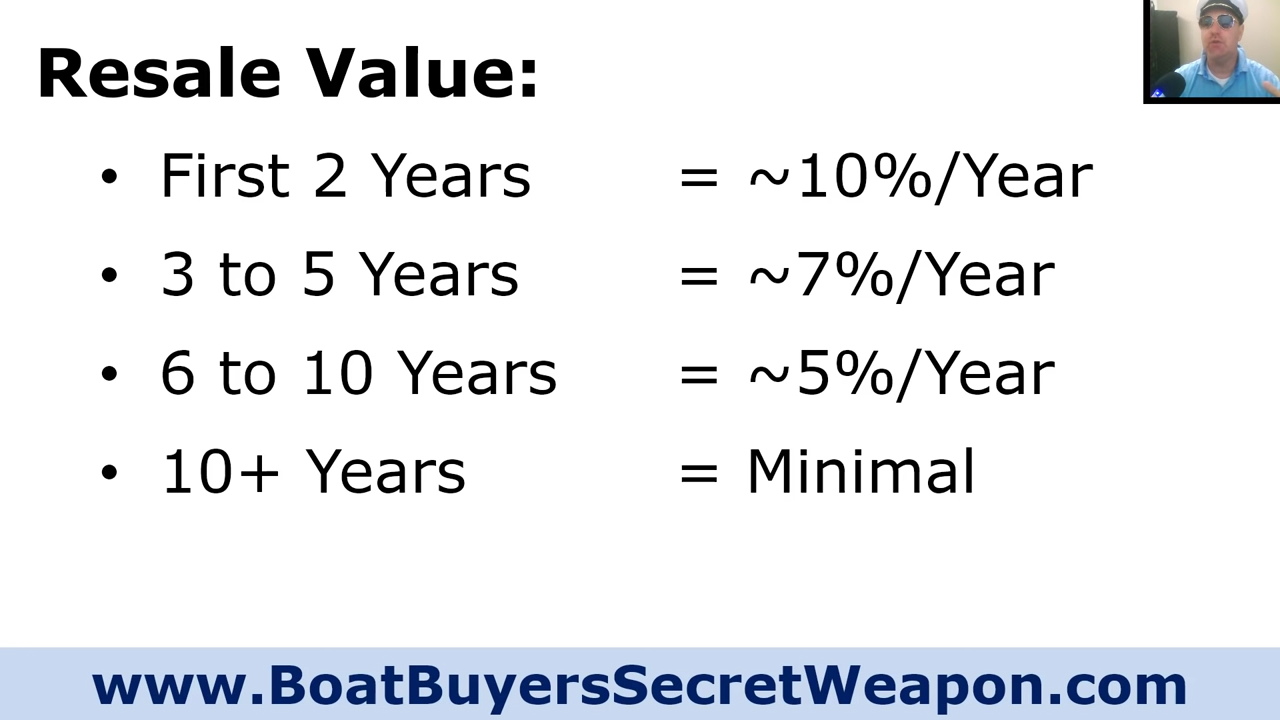 Resale Value:
• First 2 Years = ~10%/Year
• 3 to 5 Years = ~7%/Year
• 6 to 10 Years = ~5%/Year
• 10+ Years = Minimal
www.BoatBuyersSecretWeapon.com